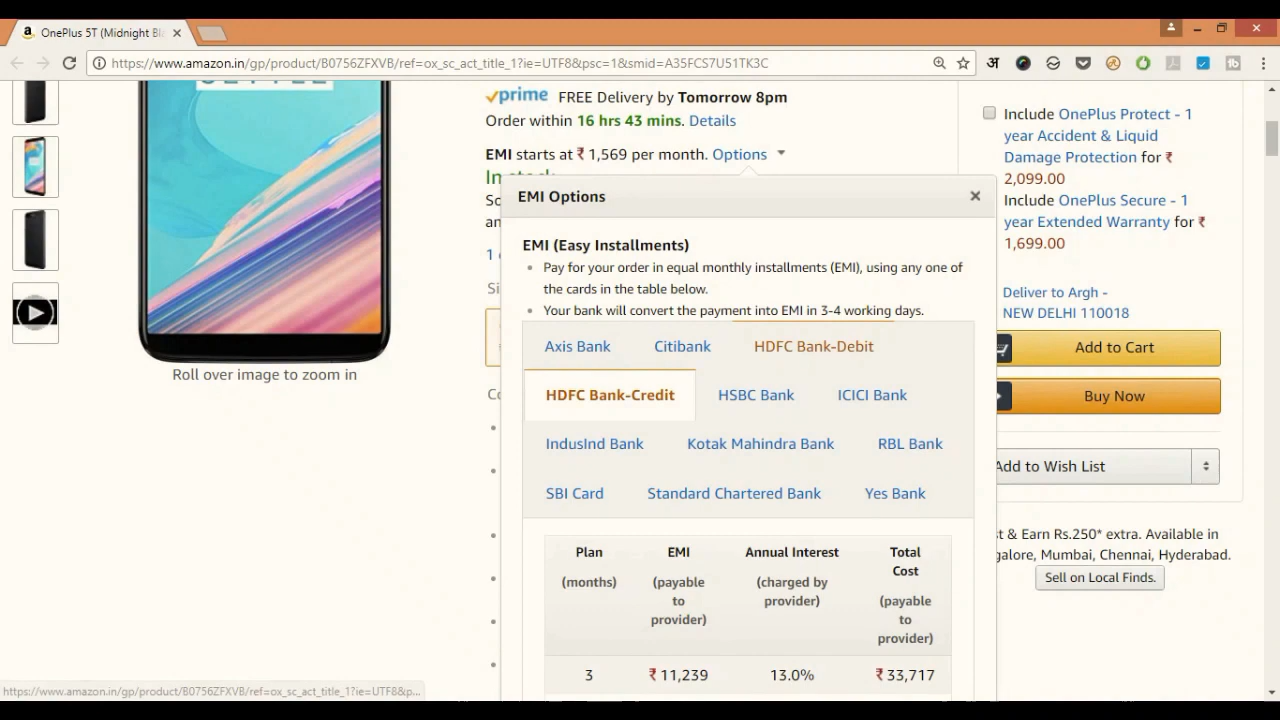 OnePlus 5T (Midnight Bl
https://www.amazon.in/gp/product/B0756ZFXVB/ref=ox_sc_act_title_1?ie=UTF8&psc=1&smid=A35FCS7U51TK3C
अ
prime FREE Delivery by Tomorrow 8pm
Order within 16 hrs 43 mins. Details
EMI starts at ₹ 1,569 per month. Options
In stock
So
an
1
Si
Co
Roll over image to zoom in
EMI Options
EMI (Easy Installments)
Pay for your order in equal monthly installments (EMI), using any one of
the cards in the table below.
Your bank will convert the payment into EMI in 3-4 working days.
Axis Bank Citibank HDFC Bank-Debit
HDFC Bank-Credit HSBC Bank ICICI Bank
IndusInd Bank Kotak Mahindra Bank RBL Bank
SBI Card Standard Chartered Bank Yes Bank
Plan EMI Annual Interest Total
Cost
(months) (payable (charged by
to provider) (payable
provider) to
provider)
3 ₹ 11,239 13.0% ₹ 33,717
Include OnePlus Protect - 1
year Accident & Liquid
Damage Protection for ₹
2,099.00
Include OnePlus Secure - 1
year Extended Warranty for ₹
1,699.00
Deliver to Argh -
NEW DELHI 110018
Add to Cart
Buy Now
Add to Wish List
t & Earn Rs.250* extra. Available in
galore, Mumbai, Chennai, Hyderabad.
Sell on Local Finds.
https://www.amazon.in/gp/product/B0756ZFXVB/ref=ox_sc_act_title_1?ie=UTF8&p...